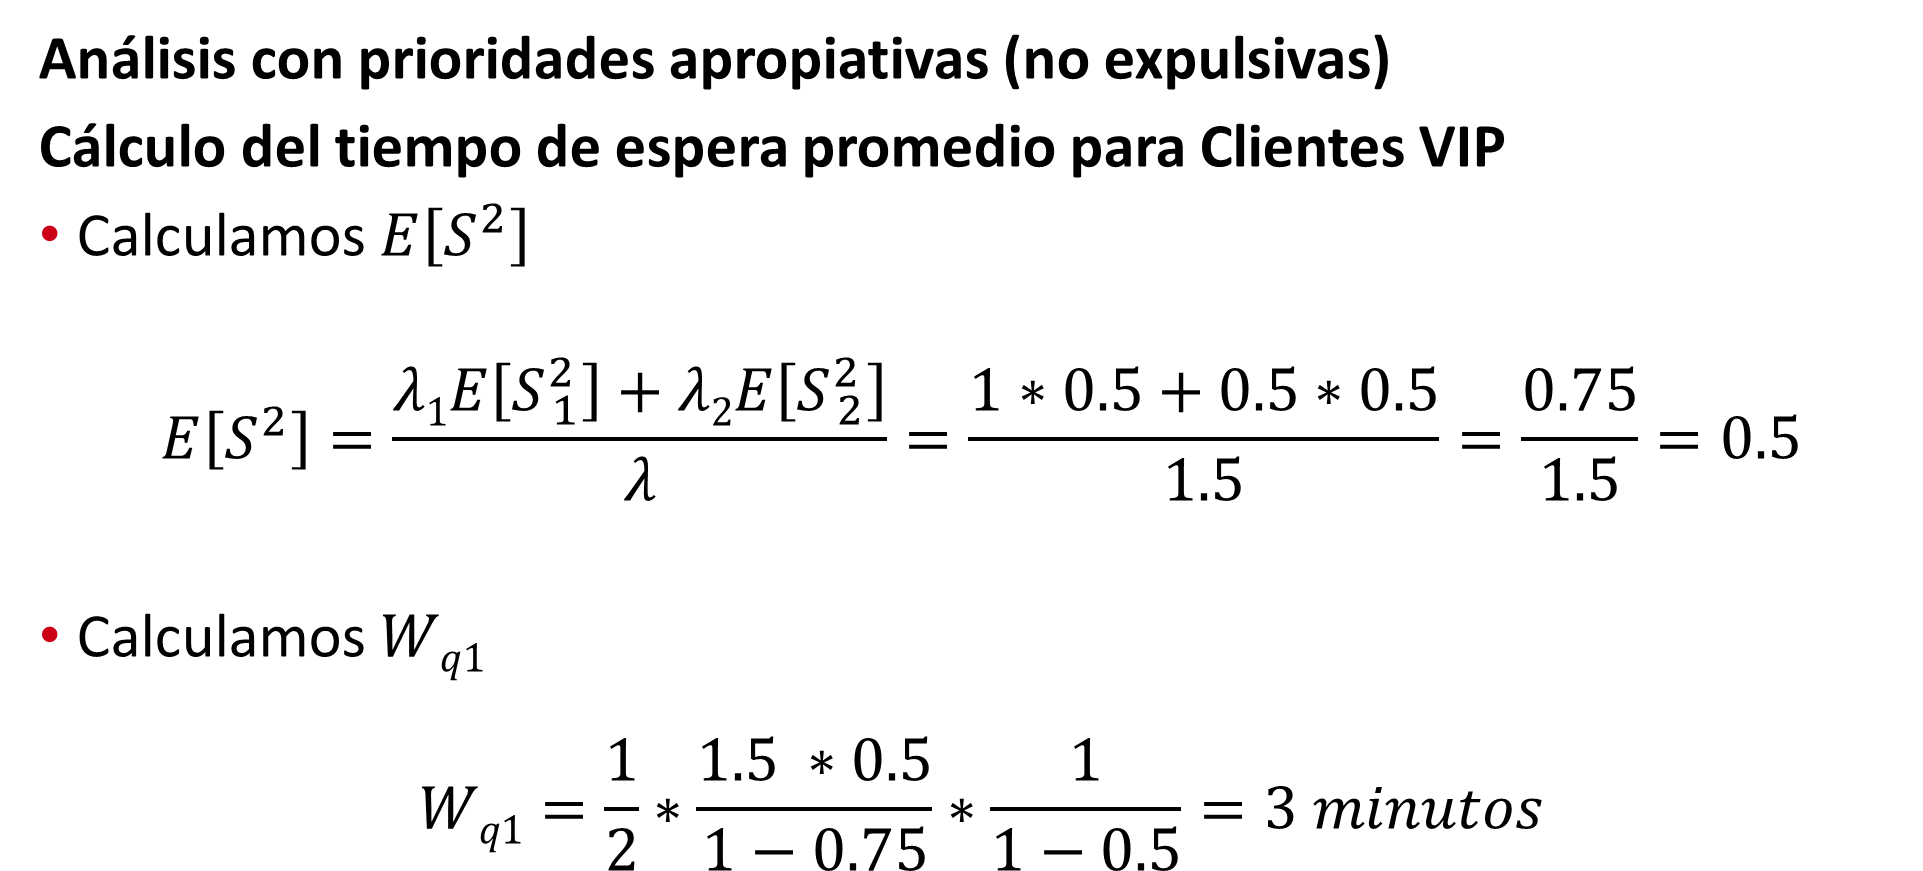 Análisis con prioridades apropiativas (no expulsivas)
Cálculo del tiempo de espera promedio para Clientes VIP
• Calculamos E[S²]
E[S²] = (λ₁E[S₁²] + λ₂E[S₂²]) / λ = (1 * 0.5 + 0.5 * 0.5) / 1.5 = 0.75 / 1.5 = 0.5
• Calculamos W_q1
W_q1 = 1/2 * (1.5 * 0.5) / (1 − 0.75) * 1 / (1 − 0.5) = 3 minutos